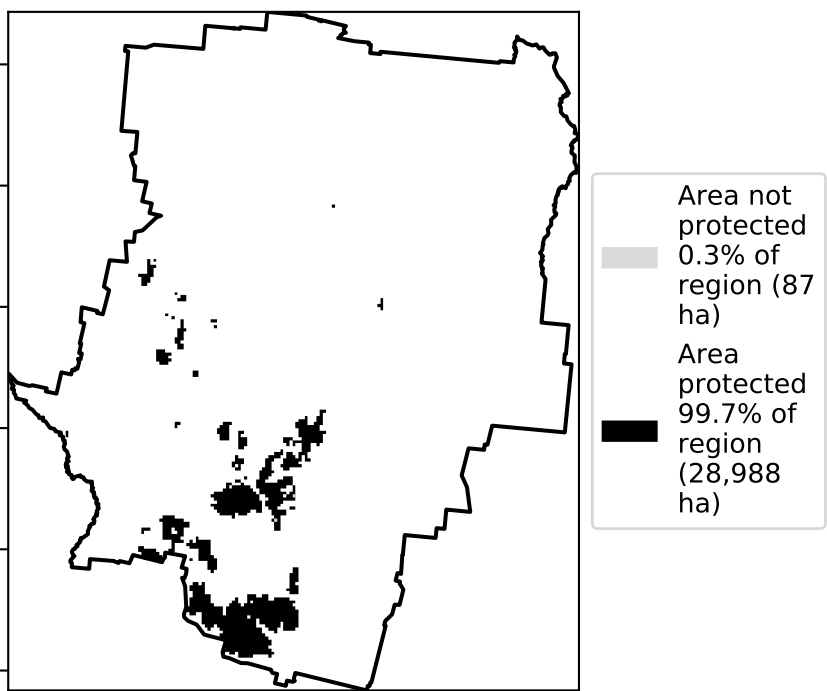 Area not
protected
0.3% of
region (87
ha)
Area
protected
99.7% of
region
(28,988
ha)